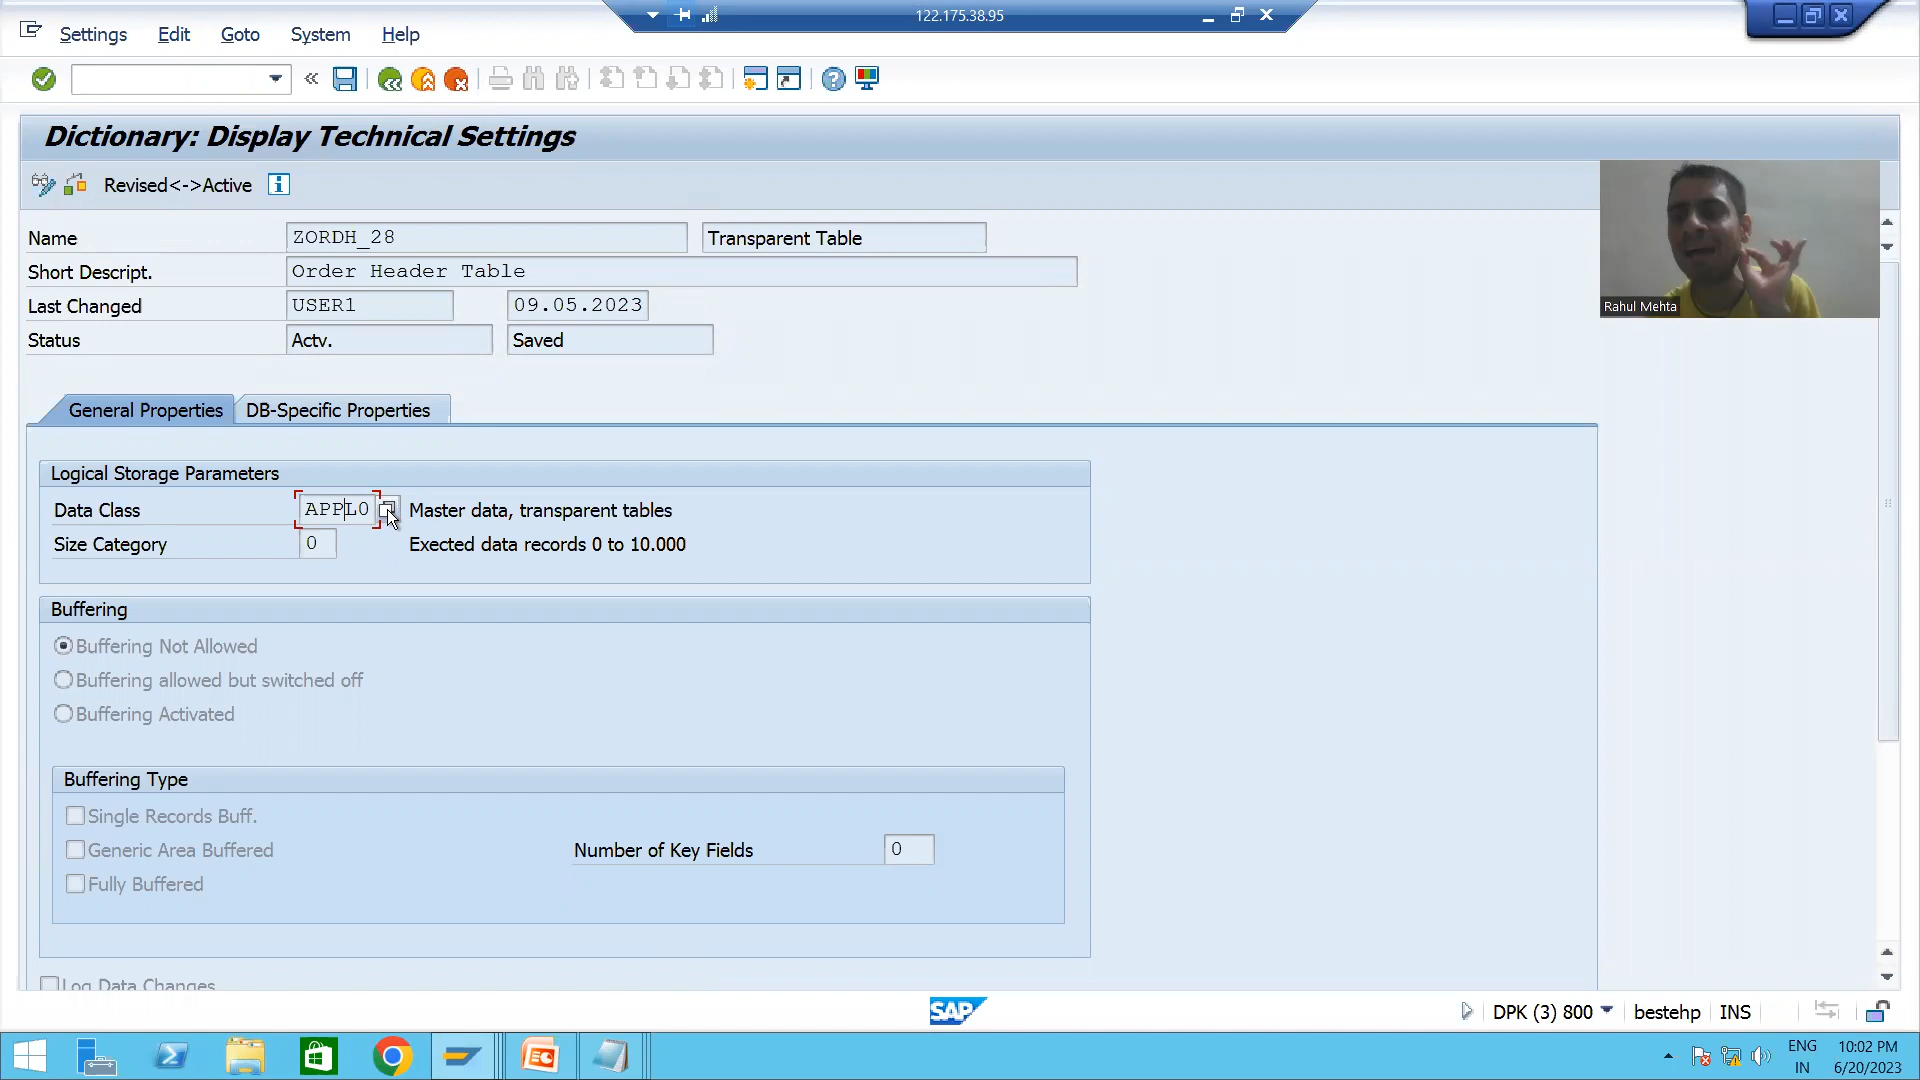 122.175.38.95
Settings Edit Goto System Help
Dictionary: Display Technical Settings
Revised<->Active
Name ZORDH_28 Transparent Table
Short Descript. Order Header Table
Last Changed USER1 09.05.2023
Status Actv. Saved
Rahul Mehta
General Properties DB-Specific Properties
Logical Storage Parameters
Data Class APPL0 Master data, transparent tables
Size Category 0 Exected data records 0 to 10.000
Buffering
Buffering Not Allowed
Buffering allowed but switched off
Buffering Activated
Buffering Type
Single Records Buff.
Generic Area Buffered Number of Key Fields 0
Fully Buffered
Log Data Changes
SAP DPK (3) 800 bestehp INS
ENG 10:02 PM
IN 6/20/2023